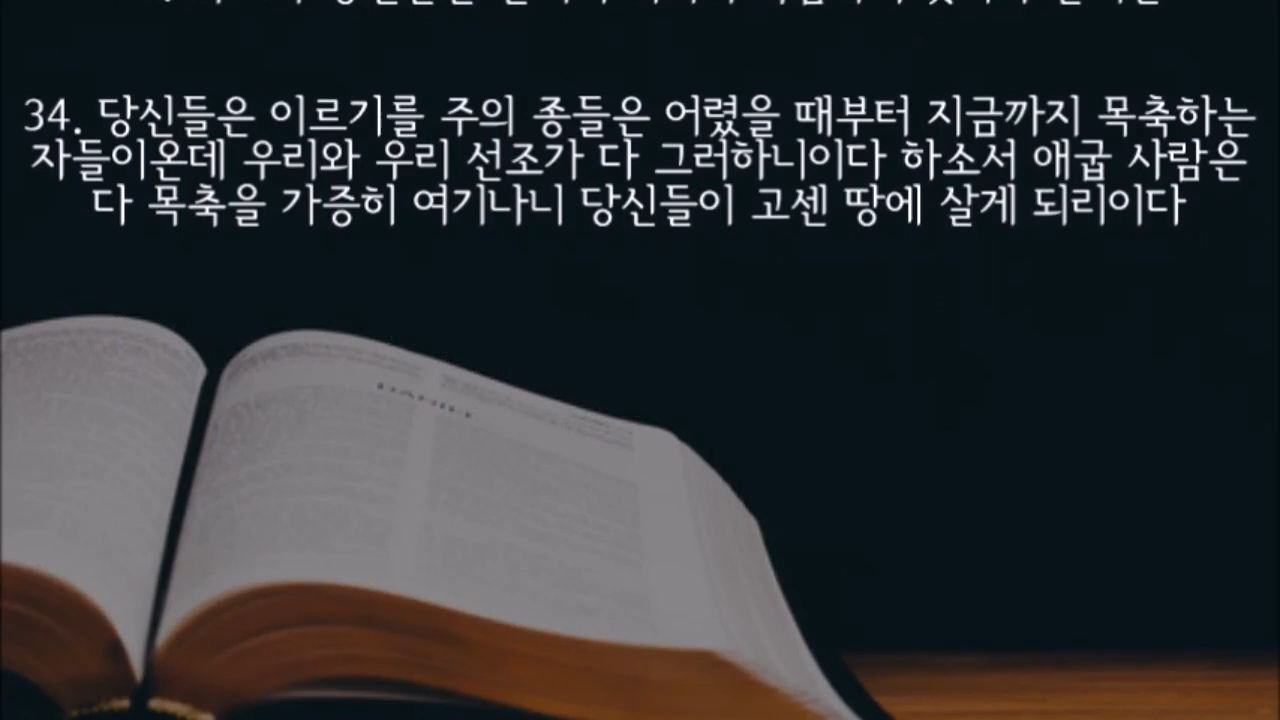 34. 당신들은 이르기를 주의 종들은 어렸을 때부터 지금까지 목축하는
자들이온데 우리와 우리 선조가 다 그러하니이다 하소서 애굽 사람은
다 목축을 가증히 여기나니 당신들이 고센 땅에 살게 되리이다